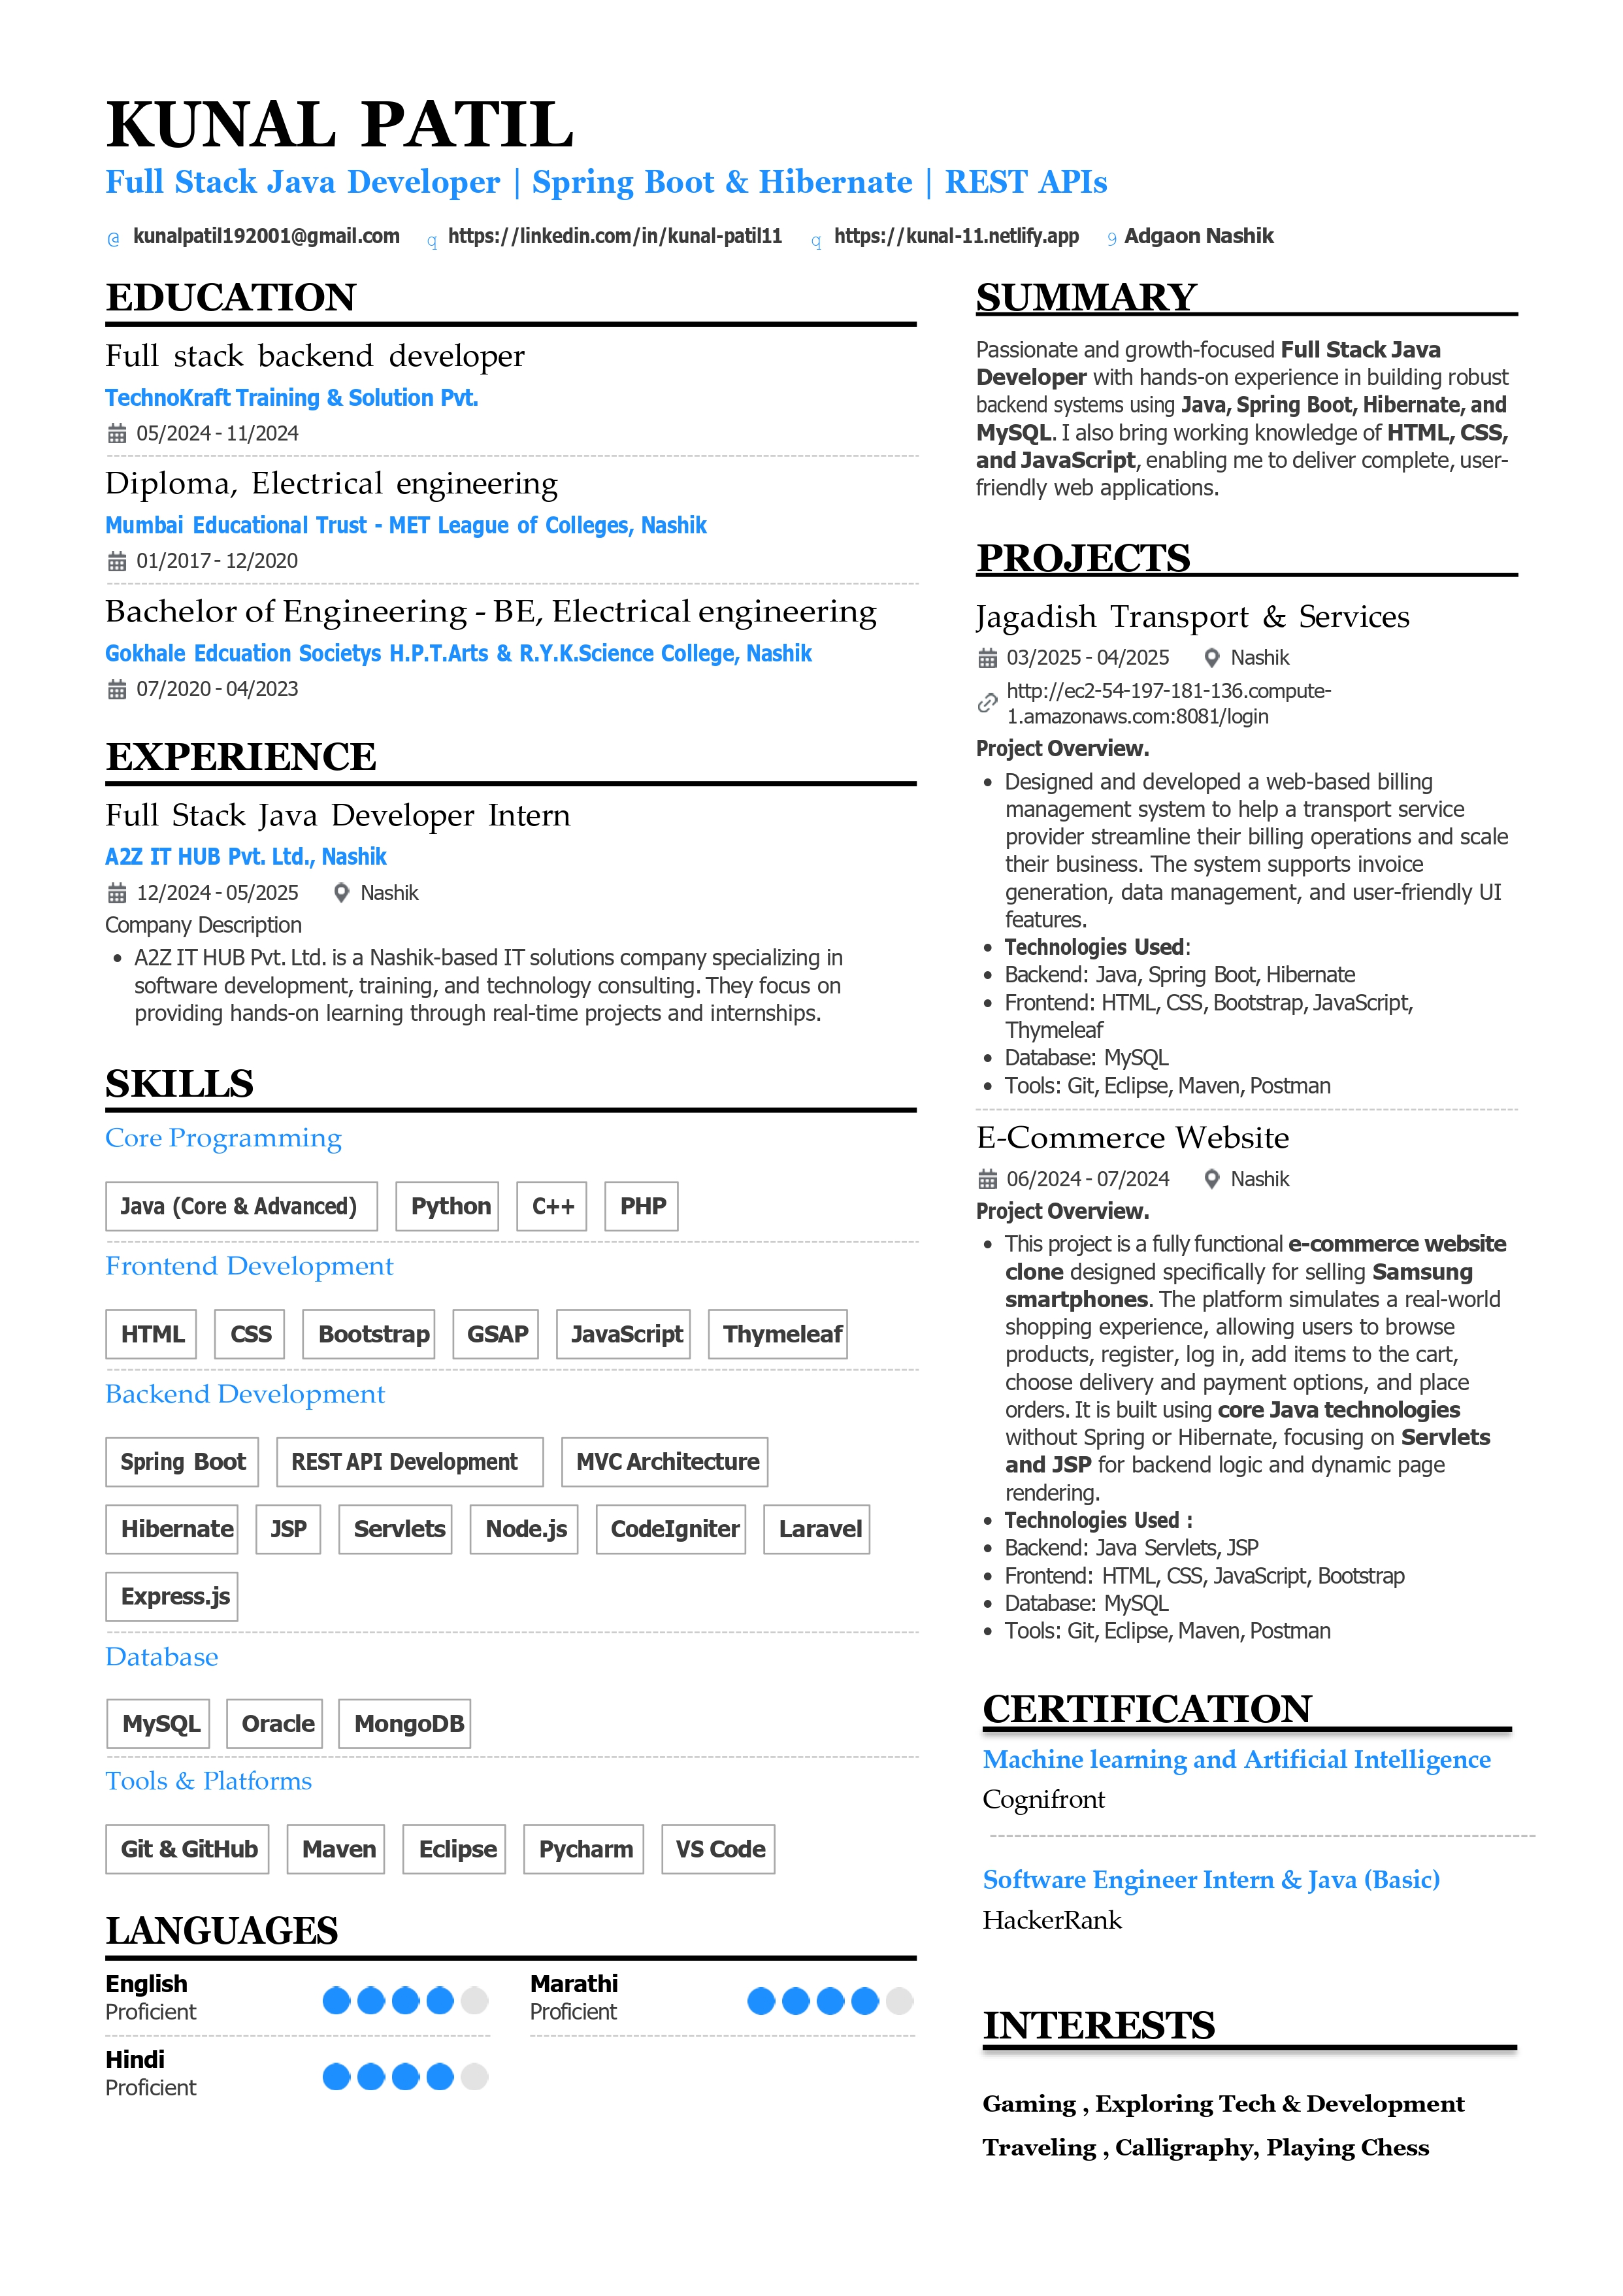 KUNAL PATIL
Full Stack Java Developer | Spring Boot & Hibernate | REST APIs
@ kunalpatil192001@gmail.com q https://linkedin.com/in/kunal-patil11 q https://kunal-11.netlify.app 9 Adgaon Nashik
EDUCATION
Full stack backend developer
TechnoKraft Training & Solution Pvt.
05/2024 - 11/2024
Diploma, Electrical engineering
Mumbai Educational Trust - MET League of Colleges, Nashik
01/2017 - 12/2020
Bachelor of Engineering - BE, Electrical engineering
Gokhale Edcuation Societys H.P.T.Arts & R.Y.K.Science College, Nashik
07/2020 - 04/2023
EXPERIENCE
Full Stack Java Developer Intern
A2Z IT HUB Pvt. Ltd., Nashik
12/2024 - 05/2025 Nashik
Company Description
• A2Z IT HUB Pvt. Ltd. is a Nashik-based IT solutions company specializing in
software development, training, and technology consulting. They focus on
providing hands-on learning through real-time projects and internships.
SKILLS
Core Programming
Java (Core & Advanced) Python C++ PHP
Frontend Development
HTML CSS Bootstrap GSAP JavaScript Thymeleaf
Backend Development
Spring Boot REST API Development MVC Architecture
Hibernate JSP Servlets Node.js CodeIgniter Laravel
Express.js
Database
MySQL Oracle MongoDB
Tools & Platforms
Git & GitHub Maven Eclipse Pycharm VS Code
LANGUAGES
English Marathi
Proficient Proficient
Hindi
Proficient
SUMMARY
Passionate and growth-focused Full Stack Java
Developer with hands-on experience in building robust
backend systems using Java, Spring Boot, Hibernate, and
MySQL. I also bring working knowledge of HTML, CSS,
and JavaScript, enabling me to deliver complete, user-
friendly web applications.
PROJECTS
Jagadish Transport & Services
03/2025 - 04/2025 Nashik
http://ec2-54-197-181-136.compute-
1.amazonaws.com:8081/login
Project Overview.
• Designed and developed a web-based billing
management system to help a transport service
provider streamline their billing operations and scale
their business. The system supports invoice
generation, data management, and user-friendly UI
features.
• Technologies Used:
• Backend: Java, Spring Boot, Hibernate
• Frontend: HTML, CSS, Bootstrap, JavaScript,
Thymeleaf
• Database: MySQL
• Tools: Git, Eclipse, Maven, Postman
E-Commerce Website
06/2024 - 07/2024 Nashik
Project Overview.
• This project is a fully functional e-commerce website
clone designed specifically for selling Samsung
smartphones. The platform simulates a real-world
shopping experience, allowing users to browse
products, register, log in, add items to the cart,
choose delivery and payment options, and place
orders. It is built using core Java technologies
without Spring or Hibernate, focusing on Servlets
and JSP for backend logic and dynamic page
rendering.
• Technologies Used :
• Backend: Java Servlets, JSP
• Frontend: HTML, CSS, JavaScript, Bootstrap
• Database: MySQL
• Tools: Git, Eclipse, Maven, Postman
CERTIFICATION
Machine learning and Artificial Intelligence
Cognifront
Software Engineer Intern & Java (Basic)
HackerRank
INTERESTS
Gaming , Exploring Tech & Development
Traveling , Calligraphy, Playing Chess